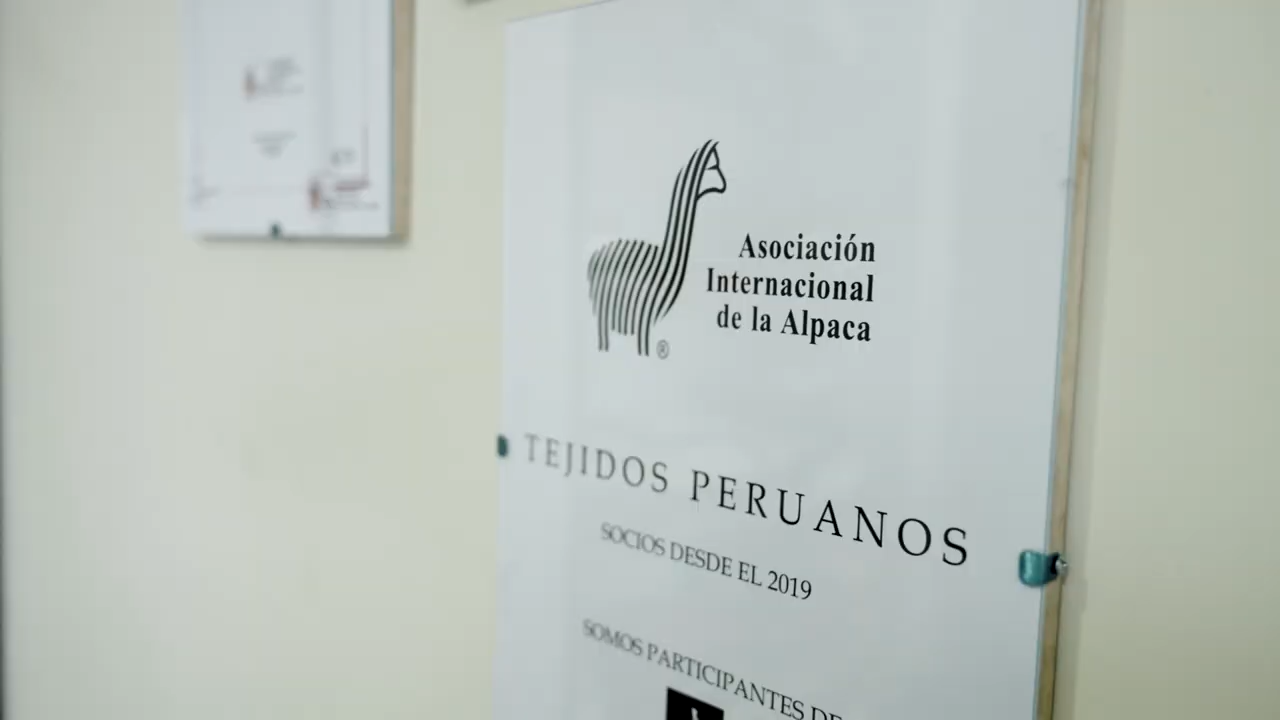 Asociación
Internacional
de la Alpaca
®
TEJIDOS PERUANOS
SOCIOS DESDE EL 2019
SOMOS PARTICIPANTES DE